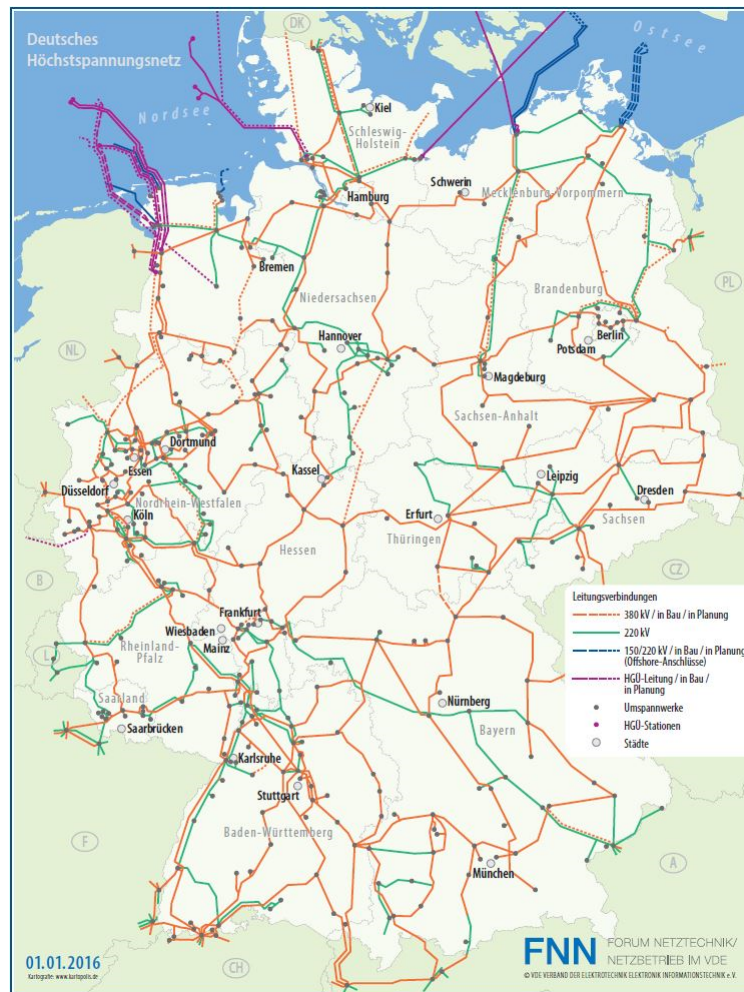 Deutsches
Höchstspannungsnetz
DK
Ostsee
Nordsee
Kiel
Schleswig-
Holstein
Hamburg
Schwerin
Mecklenburg-Vorpommern
Bremen
Niedersachsen
Brandenburg
PL
Hannover
Berlin
Potsdam
NL
Magdeburg
Sachsen-Anhalt
Dortmund
Essen
Düsseldorf
Kassel
Leipzig
Nordrhein-Westfalen
Köln
Dresden
Erfurt
Sachsen
Thüringen
Hessen
B
CZ
Leitungsverbindungen
380 kV / in Bau / in Planung
220 kV
150/220 kV / in Bau / in Planung
(Offshore-Anschlüsse)
HGÜ-Leitung / in Bau /
in Planung
Umspannwerke
HGÜ-Stationen
Städte
Frankfurt
Wiesbaden
Mainz
Rheinland-
Pfalz
L
Saarland
Saarbrücken
Nürnberg
Bayern
Karlsruhe
Stuttgart
Baden-Württemberg
F
München
A
CH
01.01.2016
Kartografie: www.kartopolis.de
FNN FORUM NETZTECHNIK/
NETZBETRIEB IM VDE
© VDE VERBAND DER ELEKTROTECHNIK ELEKTRONIK INFORMATIONSTECHNIK e. V.